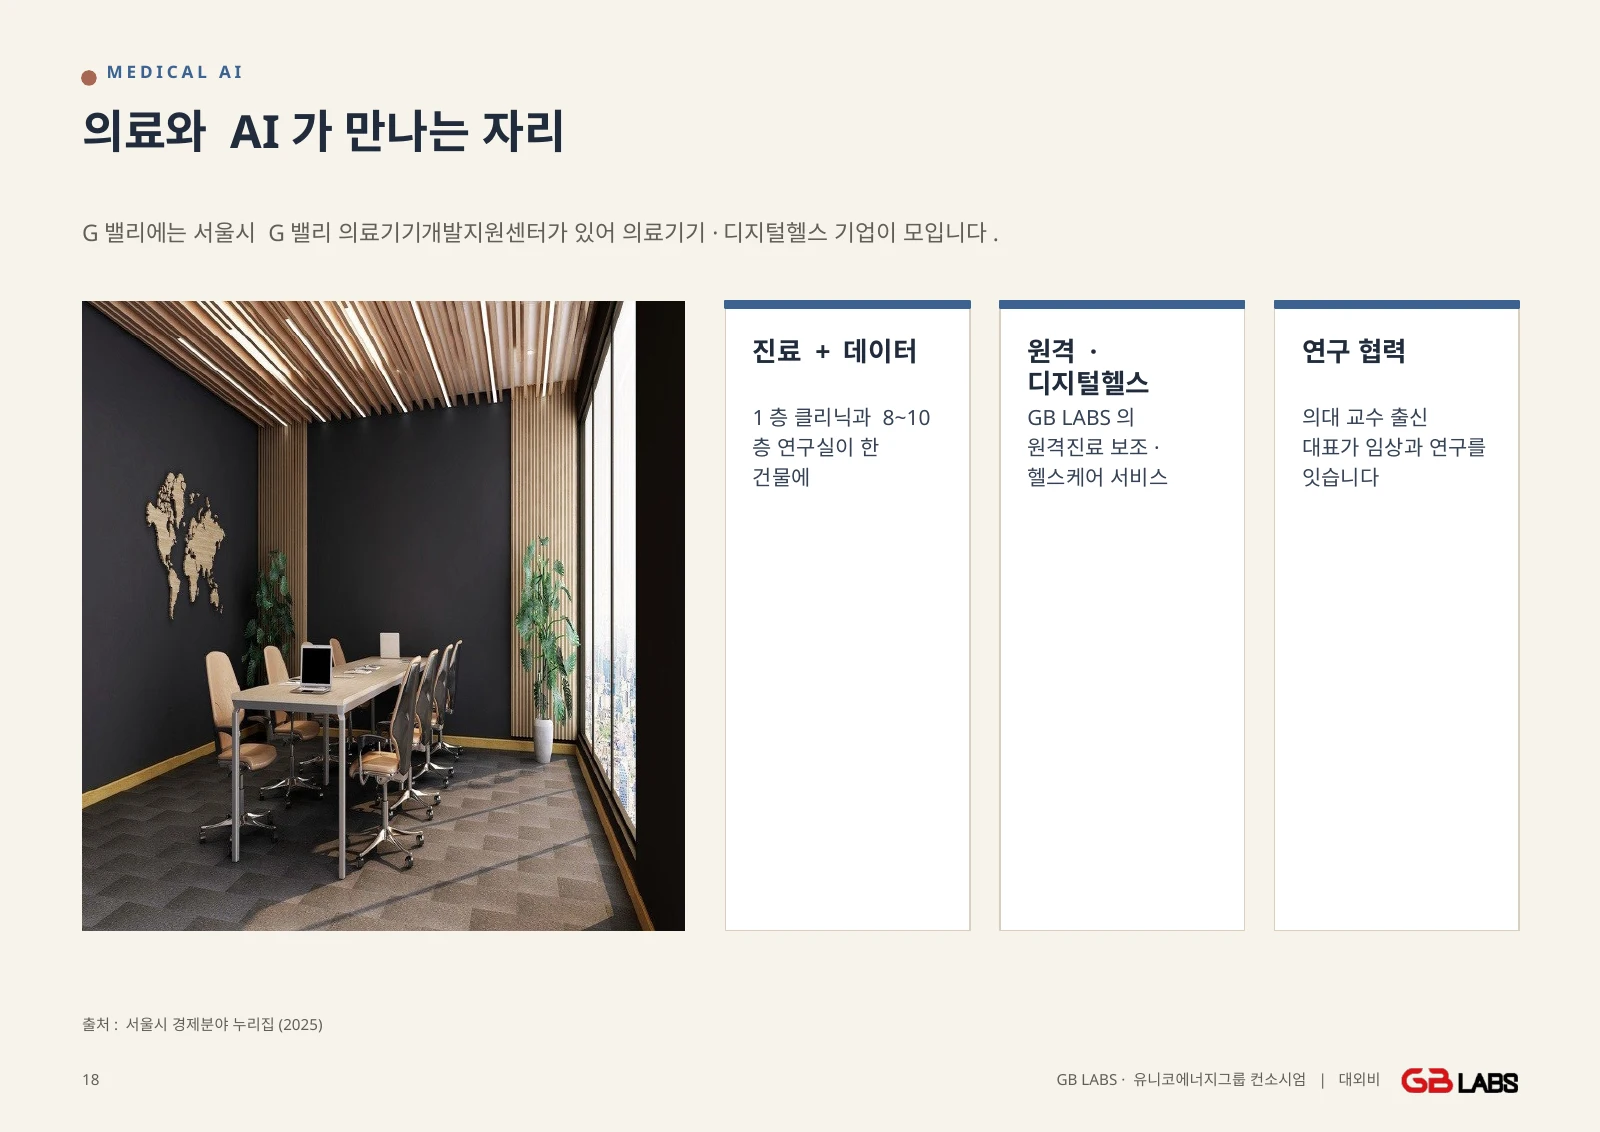 MEDICAL AI
의료와 AI 가 만나는 자리
G 밸리에는 서울시 G 밸리 의료기기개발지원센터가 있어 의료기기 · 디지털헬스 기업이 모입니다 .
진료 + 데이터
1 층 클리닉과 8~10
층 연구실이 한
건물에
원격 ·
디지털헬스
GB LABS 의
원격진료 보조 ·
헬스케어 서비스
연구 협력
의대 교수 출신
대표가 임상과 연구를
잇습니다
출처 : 서울시 경제분야 누리집 (2025)
18
GB LABS · 유니코에너지그룹 컨소시엄 | 대외비
GB LABS